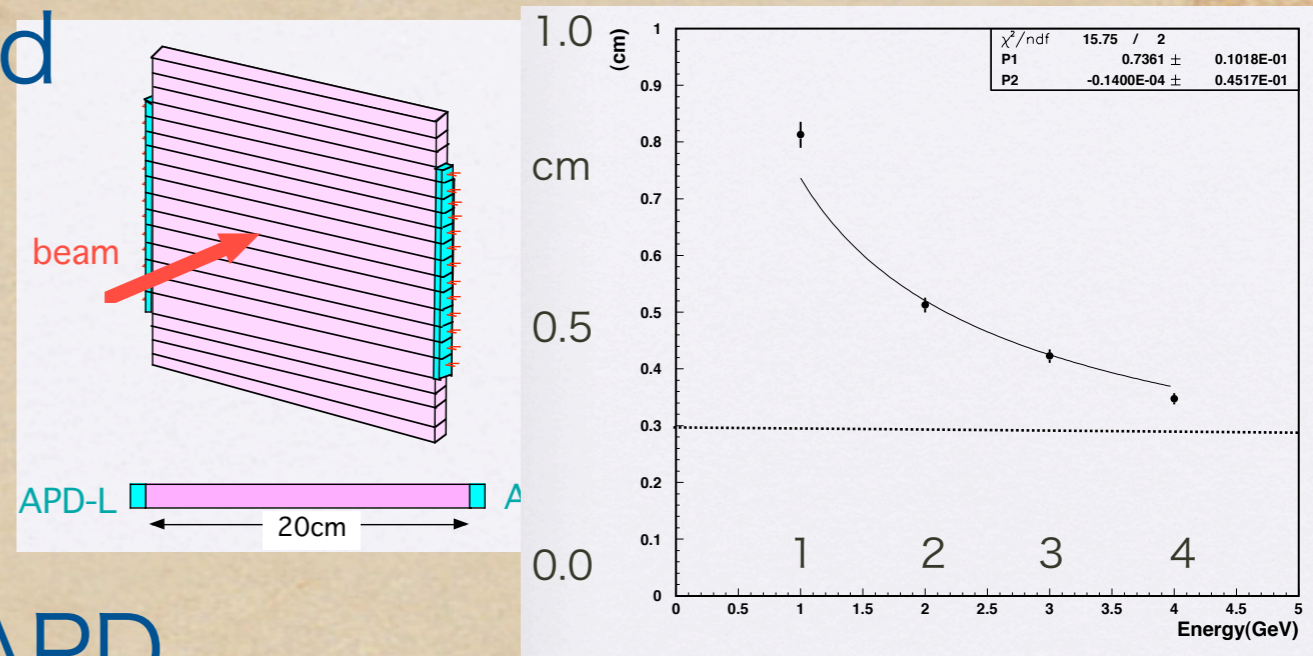 d
beam
APD-L
A
20cm
APD
1.0
cm
0.5
0.0
(cm)
1
0.9
0.8
0.7
0.6
0.5
0.4
0.3
0.2
0.1
0
χ²/ndf 15.75 / 2
P1 0.7361 ± 0.1018E-01
P2 -0.1400E-04 ± 0.4517E-01
1 2 3 4
0 0.5 1 1.5 2 2.5 3 3.5 4 4.5 5
Energy(GeV)